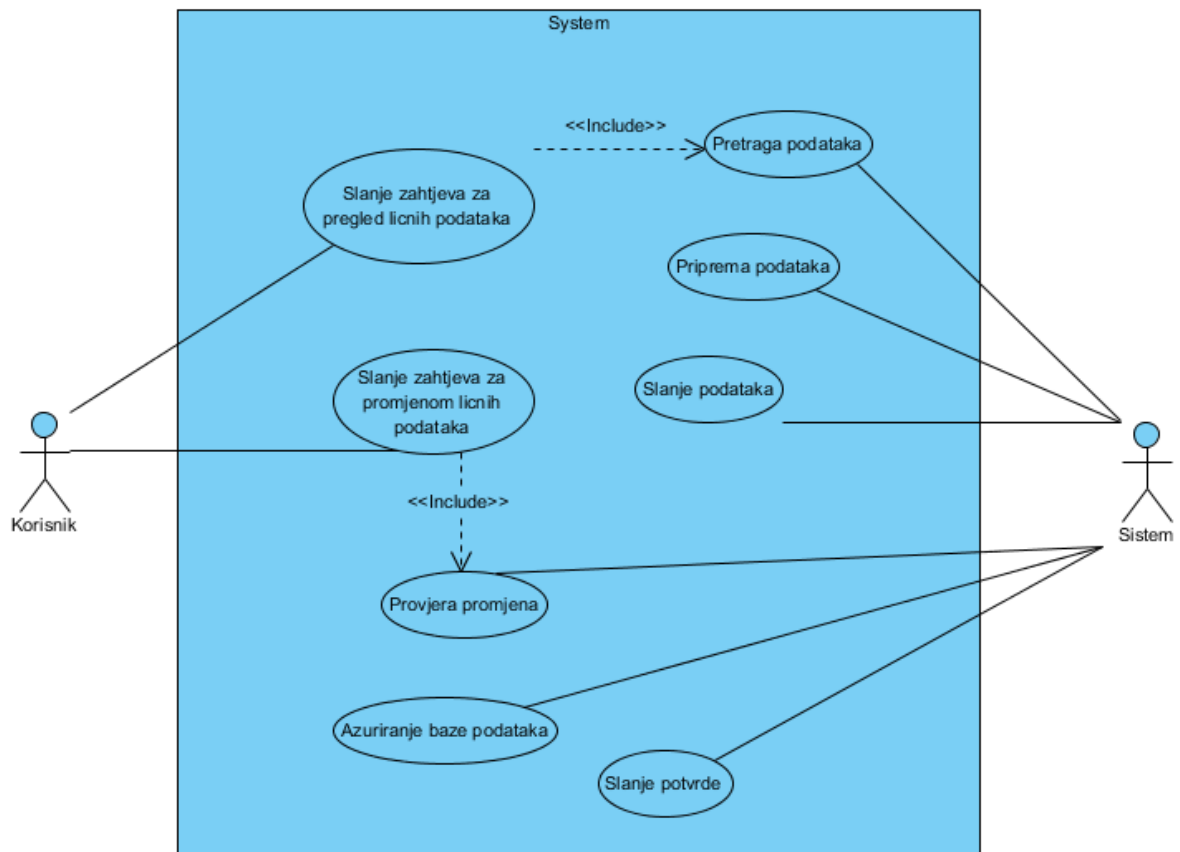 System
<<Include>>
Pretraga podataka
Slanje zahtjeva za
pregled licnih podataka
Priprema podataka
Slanje zahtjeva za
promjenom licnih
podataka
Slanje podataka
<<Include>>
Korisnik
Sistem
Provjera promjena
Azuriranje baze podataka
Slanje potvrde